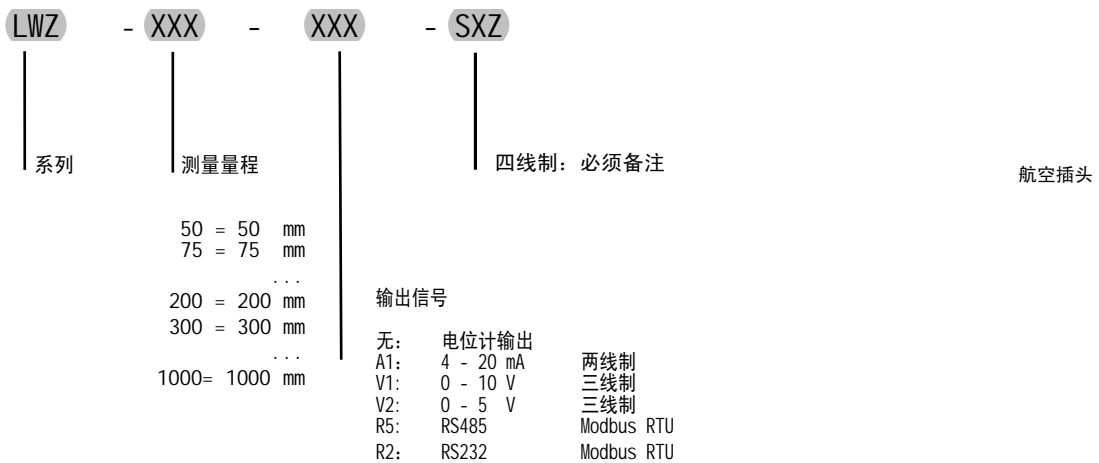 LWZ - XXX - XXX - SXZ
系列
测量量程
四线制：必须备注
航空插头
50 = 50 mm
75 = 75 mm
...
200 = 200 mm
300 = 300 mm
...
1000= 1000 mm
输出信号
无： 电位计输出
A1： 4 - 20 mA 两线制
V1: 0 - 10 V 三线制
V2: 0 - 5 V 三线制
R5: RS485 Modbus RTU
R2： RS232 Modbus RTU